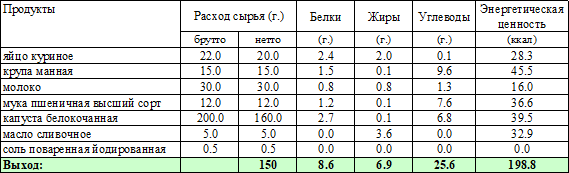 Продукты Расход сырья (г.) Белки Жиры Углеводы Энергетическая ценность
брутто нетто (г.) (г.) (г.) (ккал)
яйцо куриное 22.0 20.0 2.4 2.0 0.1 28.3
крупа манная 15.0 15.0 1.5 0.1 9.6 45.5
молоко 30.0 30.0 0.8 0.8 1.3 16.0
мука пшеничная высший сорт 12.0 12.0 1.2 0.1 7.6 36.6
капуста белокочанная 200.0 160.0 2.7 0.1 6.8 39.5
масло сливочное 5.0 5.0 0.0 3.6 0.0 32.9
соль поваренная йодированная 0.5 0.5 0.0 0.0 0.0 0.0
Выход: 150 8.6 6.9 25.6 198.8